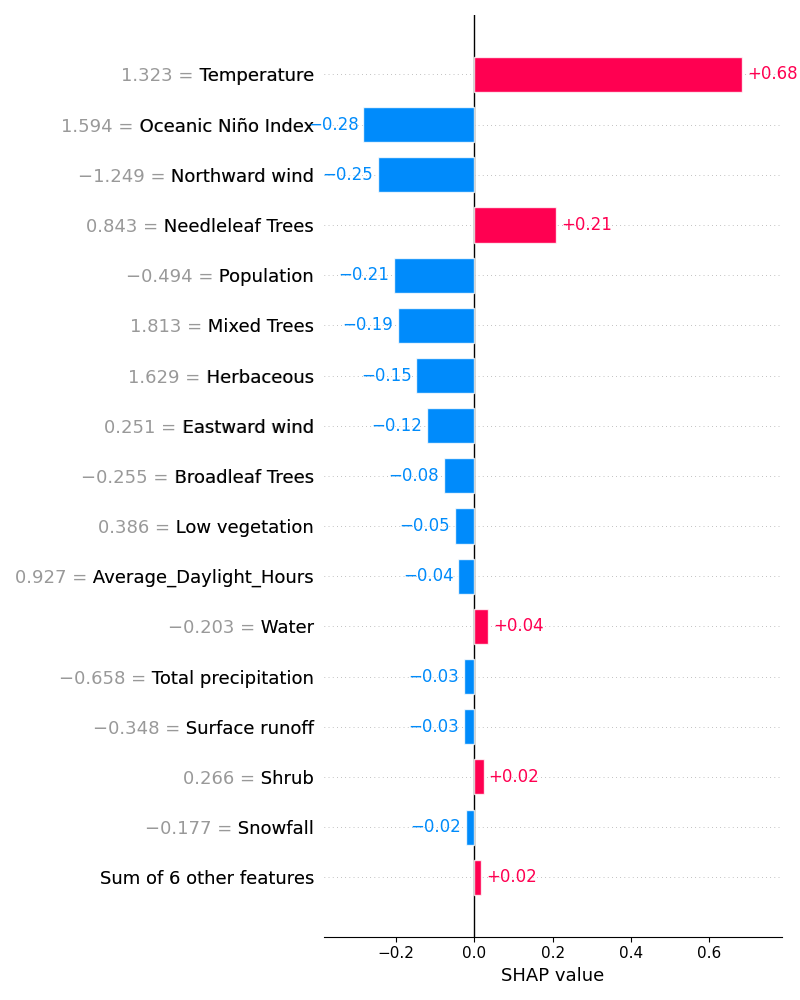 1.323 = Temperature +0.68
1.594 = Oceanic Niño Index −0.28
−1.249 = Northward wind −0.25
0.843 = Needleleaf Trees +0.21
−0.494 = Population −0.21
1.813 = Mixed Trees −0.19
1.629 = Herbaceous −0.15
0.251 = Eastward wind −0.12
−0.255 = Broadleaf Trees −0.08
0.386 = Low vegetation −0.05
0.927 = Average_Daylight_Hours −0.04
−0.203 = Water +0.04
−0.658 = Total precipitation −0.03
−0.348 = Surface runoff −0.03
0.266 = Shrub +0.02
−0.177 = Snowfall −0.02
Sum of 6 other features +0.02
−0.2 0.0 0.2 0.4 0.6
SHAP value